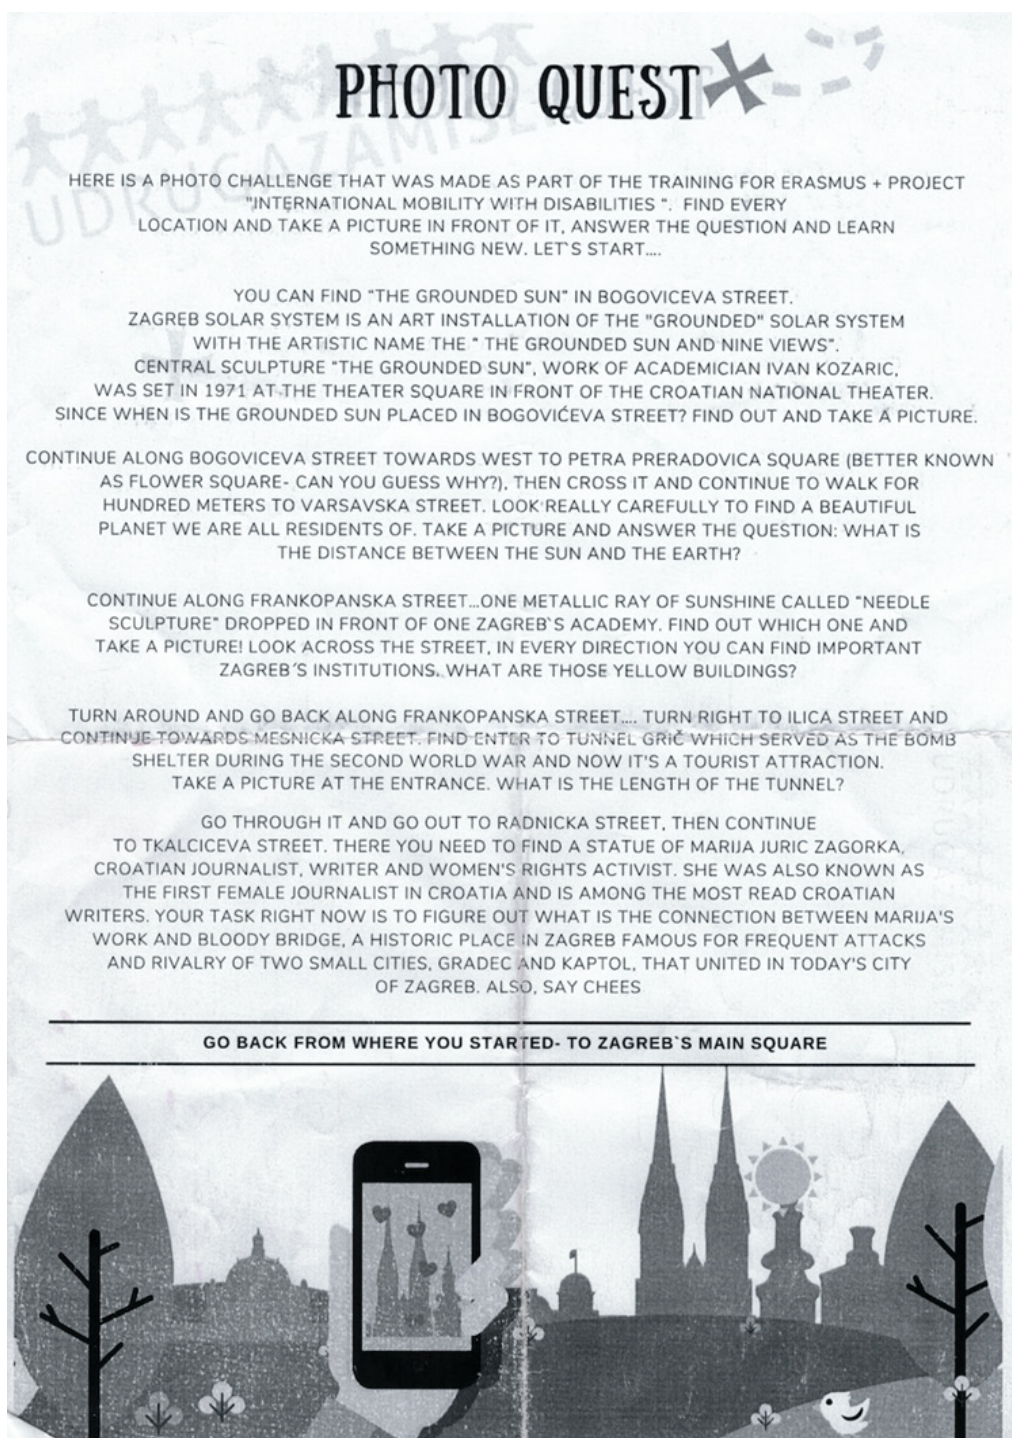 PHOTO QUEST
UDRUGAZAMISLI
HERE IS A PHOTO CHALLENGE THAT WAS MADE AS PART OF THE TRAINING FOR ERASMUS + PROJECT
"INTERNATIONAL MOBILITY WITH DISABILITIES ". FIND EVERY
LOCATION AND TAKE A PICTURE IN FRONT OF IT, ANSWER THE QUESTION AND LEARN
SOMETHING NEW. LET`S START....
YOU CAN FIND "THE GROUNDED SUN" IN BOGOVICEVA STREET.
ZAGREB SOLAR SYSTEM IS AN ART INSTALLATION OF THE "GROUNDED" SOLAR SYSTEM
WITH THE ARTISTIC NAME THE " THE GROUNDED SUN AND NINE VIEWS".
CENTRAL SCULPTURE "THE GROUNDED SUN", WORK OF ACADEMICIAN IVAN KOZARIC,
WAS SET IN 1971 AT THE THEATER SQUARE IN FRONT OF THE CROATIAN NATIONAL THEATER.
SINCE WHEN IS THE GROUNDED SUN PLACED IN BOGOVIĆEVA STREET? FIND OUT AND TAKE A PICTURE.
CONTINUE ALONG BOGOVICEVA STREET TOWARDS WEST TO PETRA PRERADOVICA SQUARE (BETTER KNOWN
AS FLOWER SQUARE- CAN YOU GUESS WHY?), THEN CROSS IT AND CONTINUE TO WALK FOR
HUNDRED METERS TO VARSAVSKA STREET. LOOK REALLY CAREFULLY TO FIND A BEAUTIFUL
PLANET WE ARE ALL RESIDENTS OF. TAKE A PICTURE AND ANSWER THE QUESTION: WHAT IS
THE DISTANCE BETWEEN THE SUN AND THE EARTH?
CONTINUE ALONG FRANKOPANSKA STREET...ONE METALLIC RAY OF SUNSHINE CALLED "NEEDLE
SCULPTURE" DROPPED IN FRONT OF ONE ZAGREB`S ACADEMY. FIND OUT WHICH ONE AND
TAKE A PICTURE! LOOK ACROSS THE STREET, IN EVERY DIRECTION YOU CAN FIND IMPORTANT
ZAGREB´S INSTITUTIONS. WHAT ARE THOSE YELLOW BUILDINGS?
TURN AROUND AND GO BACK ALONG FRANKOPANSKA STREET.... TURN RIGHT TO ILICA STREET AND
CONTINUE TOWARDS MESNICKA STREET. FIND ENTER TO TUNNEL GRIČ WHICH SERVED AS THE BOMB
SHELTER DURING THE SECOND WORLD WAR AND NOW IT'S A TOURIST ATTRACTION.
TAKE A PICTURE AT THE ENTRANCE. WHAT IS THE LENGTH OF THE TUNNEL?
GO THROUGH IT AND GO OUT TO RADNICKA STREET, THEN CONTINUE
TO TKALCICEVA STREET. THERE YOU NEED TO FIND A STATUE OF MARIJA JURIC ZAGORKA,
CROATIAN JOURNALIST, WRITER AND WOMEN'S RIGHTS ACTIVIST. SHE WAS ALSO KNOWN AS
THE FIRST FEMALE JOURNALIST IN CROATIA AND IS AMONG THE MOST READ CROATIAN
WRITERS. YOUR TASK RIGHT NOW IS TO FIGURE OUT WHAT IS THE CONNECTION BETWEEN MARIJA'S
WORK AND BLOODY BRIDGE, A HISTORIC PLACE IN ZAGREB FAMOUS FOR FREQUENT ATTACKS
AND RIVALRY OF TWO SMALL CITIES, GRADEC AND KAPTOL, THAT UNITED IN TODAY'S CITY
OF ZAGREB. ALSO, SAY CHEES
GO BACK FROM WHERE YOU STARTED- TO ZAGREB`S MAIN SQUARE